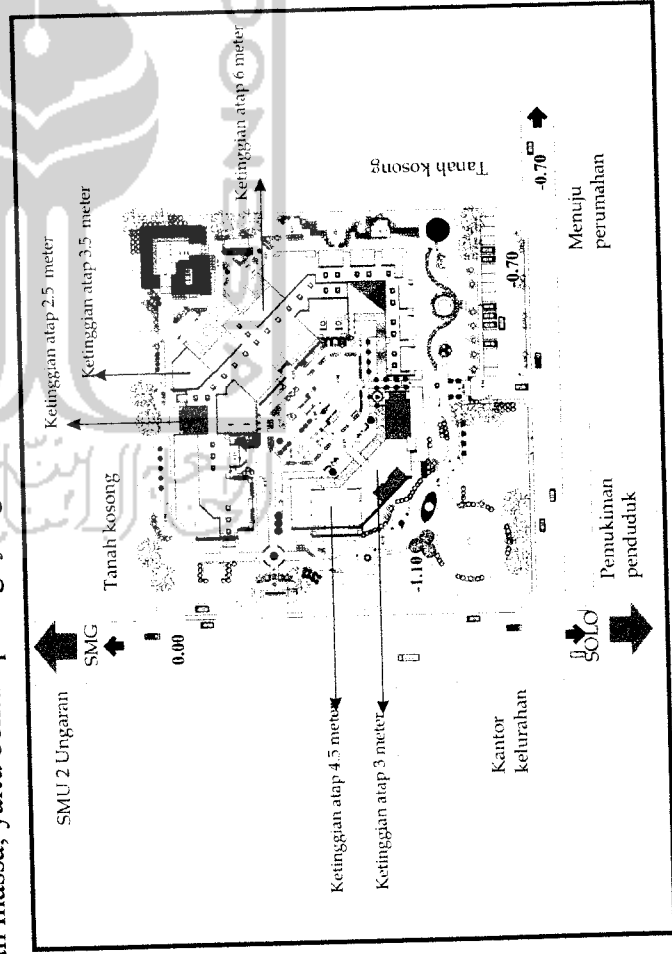 SMU 2 Ungaran
SMG
0.00
Tanah kosong
Ketinggian atap 2.5 meter
Ketinggian atap 3.5 meter
Ketinggian atap 6 meter
Ketinggian atap 4.5 meter
Ketinggian atap 3 meter
-1.10
Tanah kosong
-0.70
-0.70
Kantor
kelurahan
SOLO
Pemukiman
penduduk
Menuju
perumahan